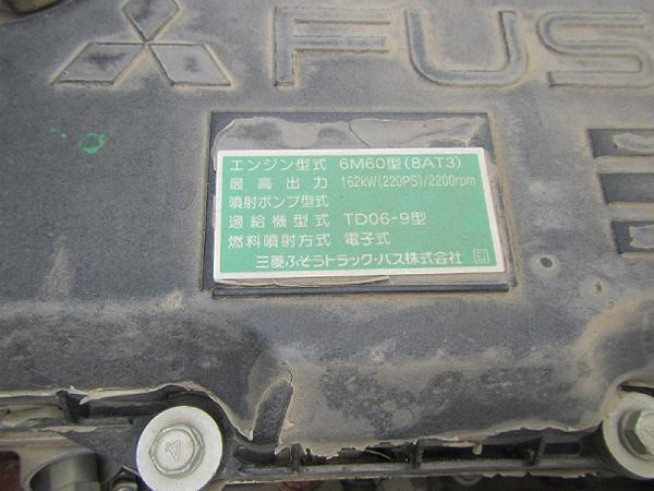 FUS
エンジン型式 6M60型(8AT3)
最高出力 162kW(220PS)/2200rpm
噴射ポンプ型式
過給機型式 TD06-9型
燃料噴射方式 電子式
三菱ふそうトラック・バス株式会社
4